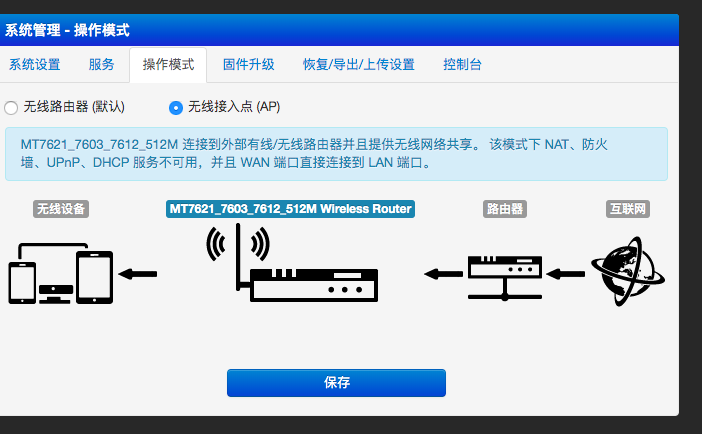 系统管理 - 操作模式
系统设置 服务 操作模式 固件升级 恢复/导出/上传设置 控制台
无线路由器 (默认) 无线接入点 (AP)
MT7621_7603_7612_512M 连接到外部有线/无线路由器并且提供无线网络共享。 该模式下 NAT、防火
墙、UPnP、DHCP 服务不可用，并且 WAN 端口直接连接到 LAN 端口。
无线设备 MT7621_7603_7612_512M Wireless Router 路由器 互联网
保存